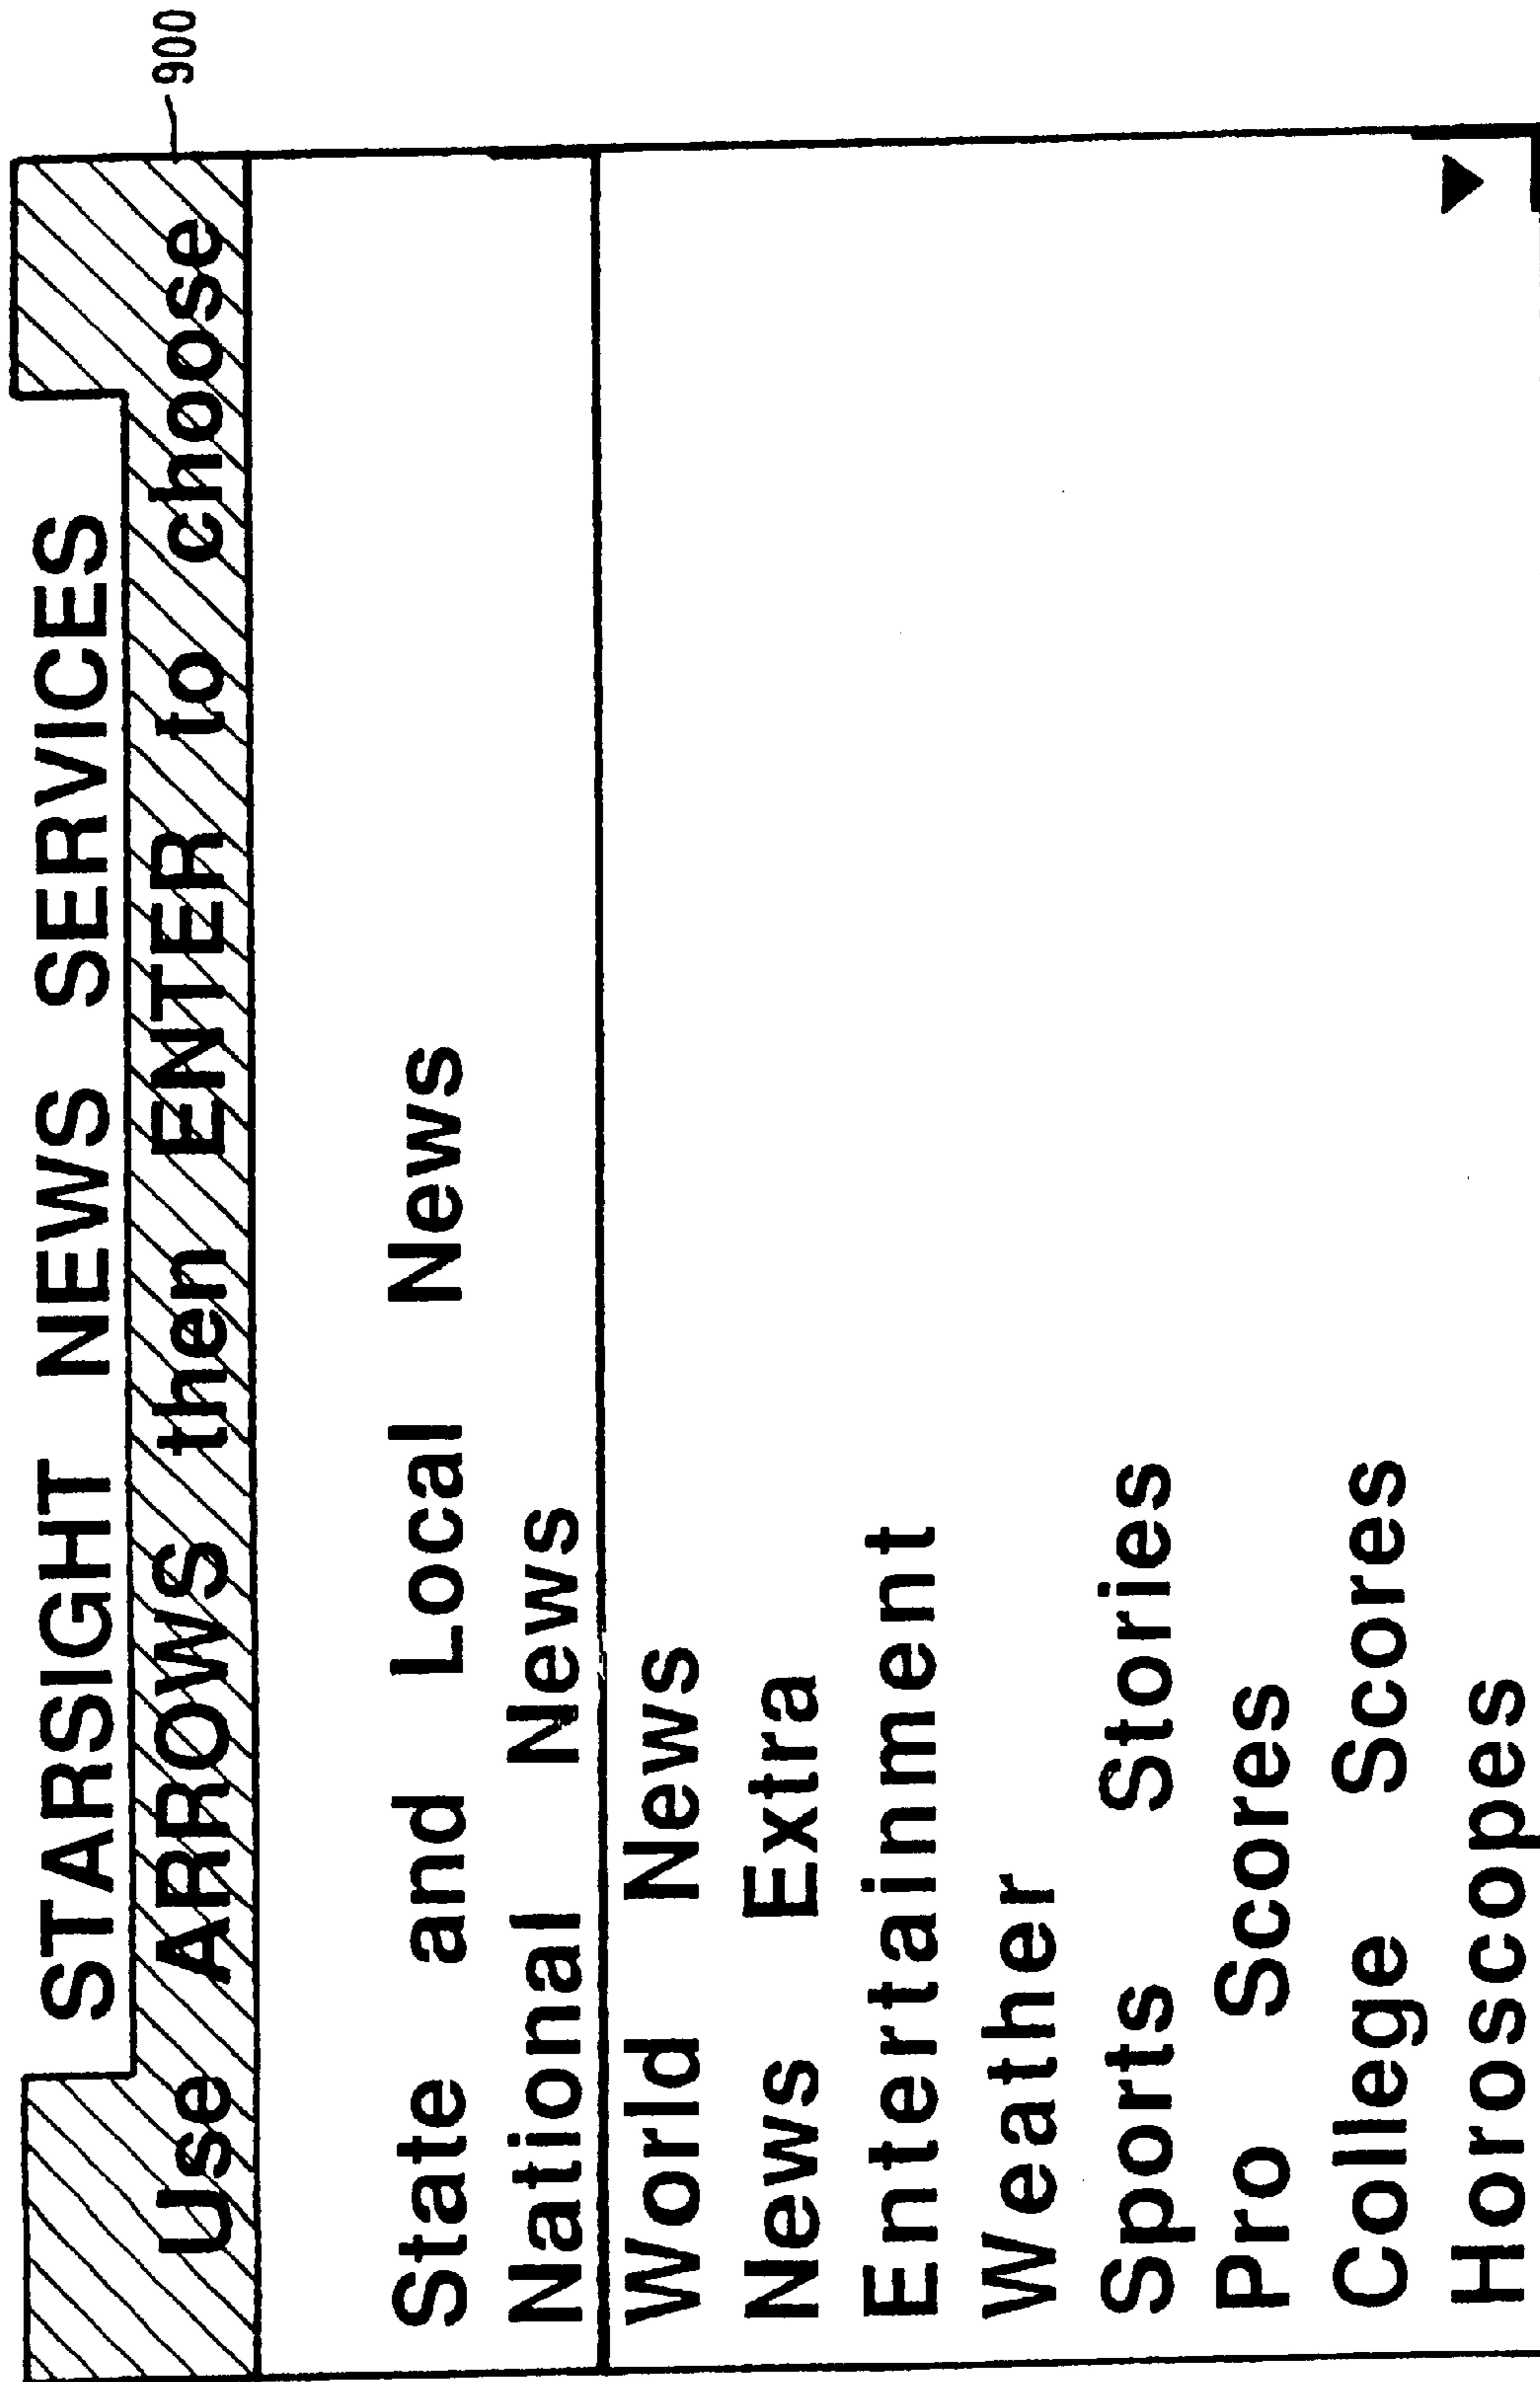 STARSIGHT NEWS SERVICES
900
Use ARROWS then ENTER to choose
State and Local News
National News
World News
News Extra
Entertainment
Weather
Sports Stories
Pro Scores
College Scores
Horoscopes